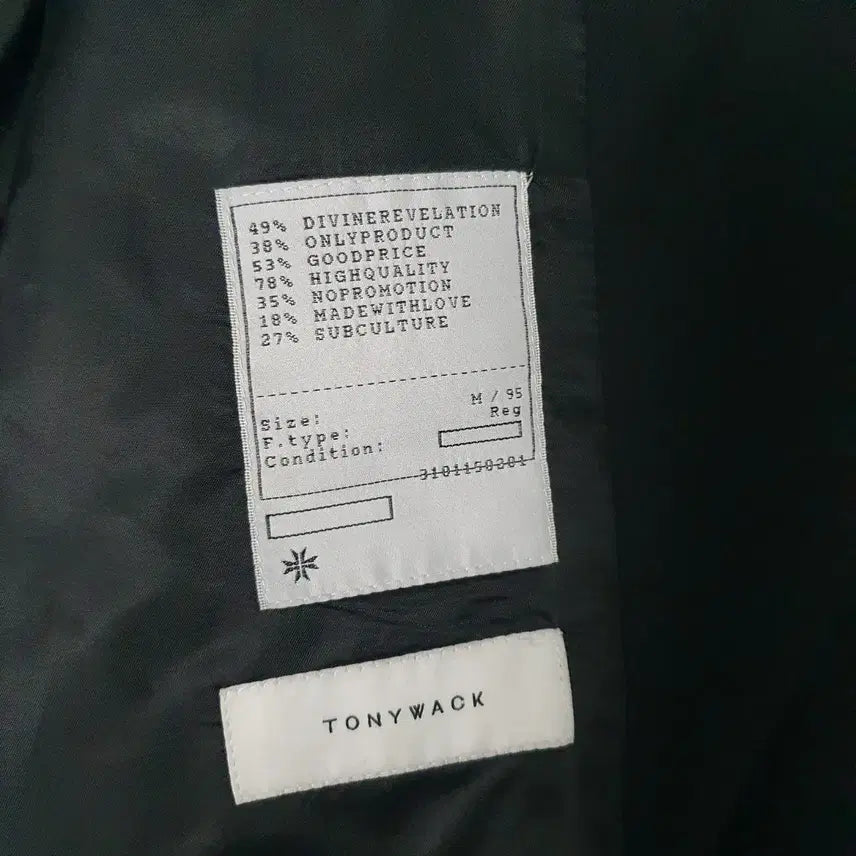 49% DIVINEREVELATION
38% ONLYPRODUCT
53% GOODPRICE
78% HIGHQUALITY
35% NOPROMOTION
18% MADEWITHLOVE
27% SUBCULTURE
Size: M / 95
F.type: Reg
Condition:
3101150301
TONYWACK